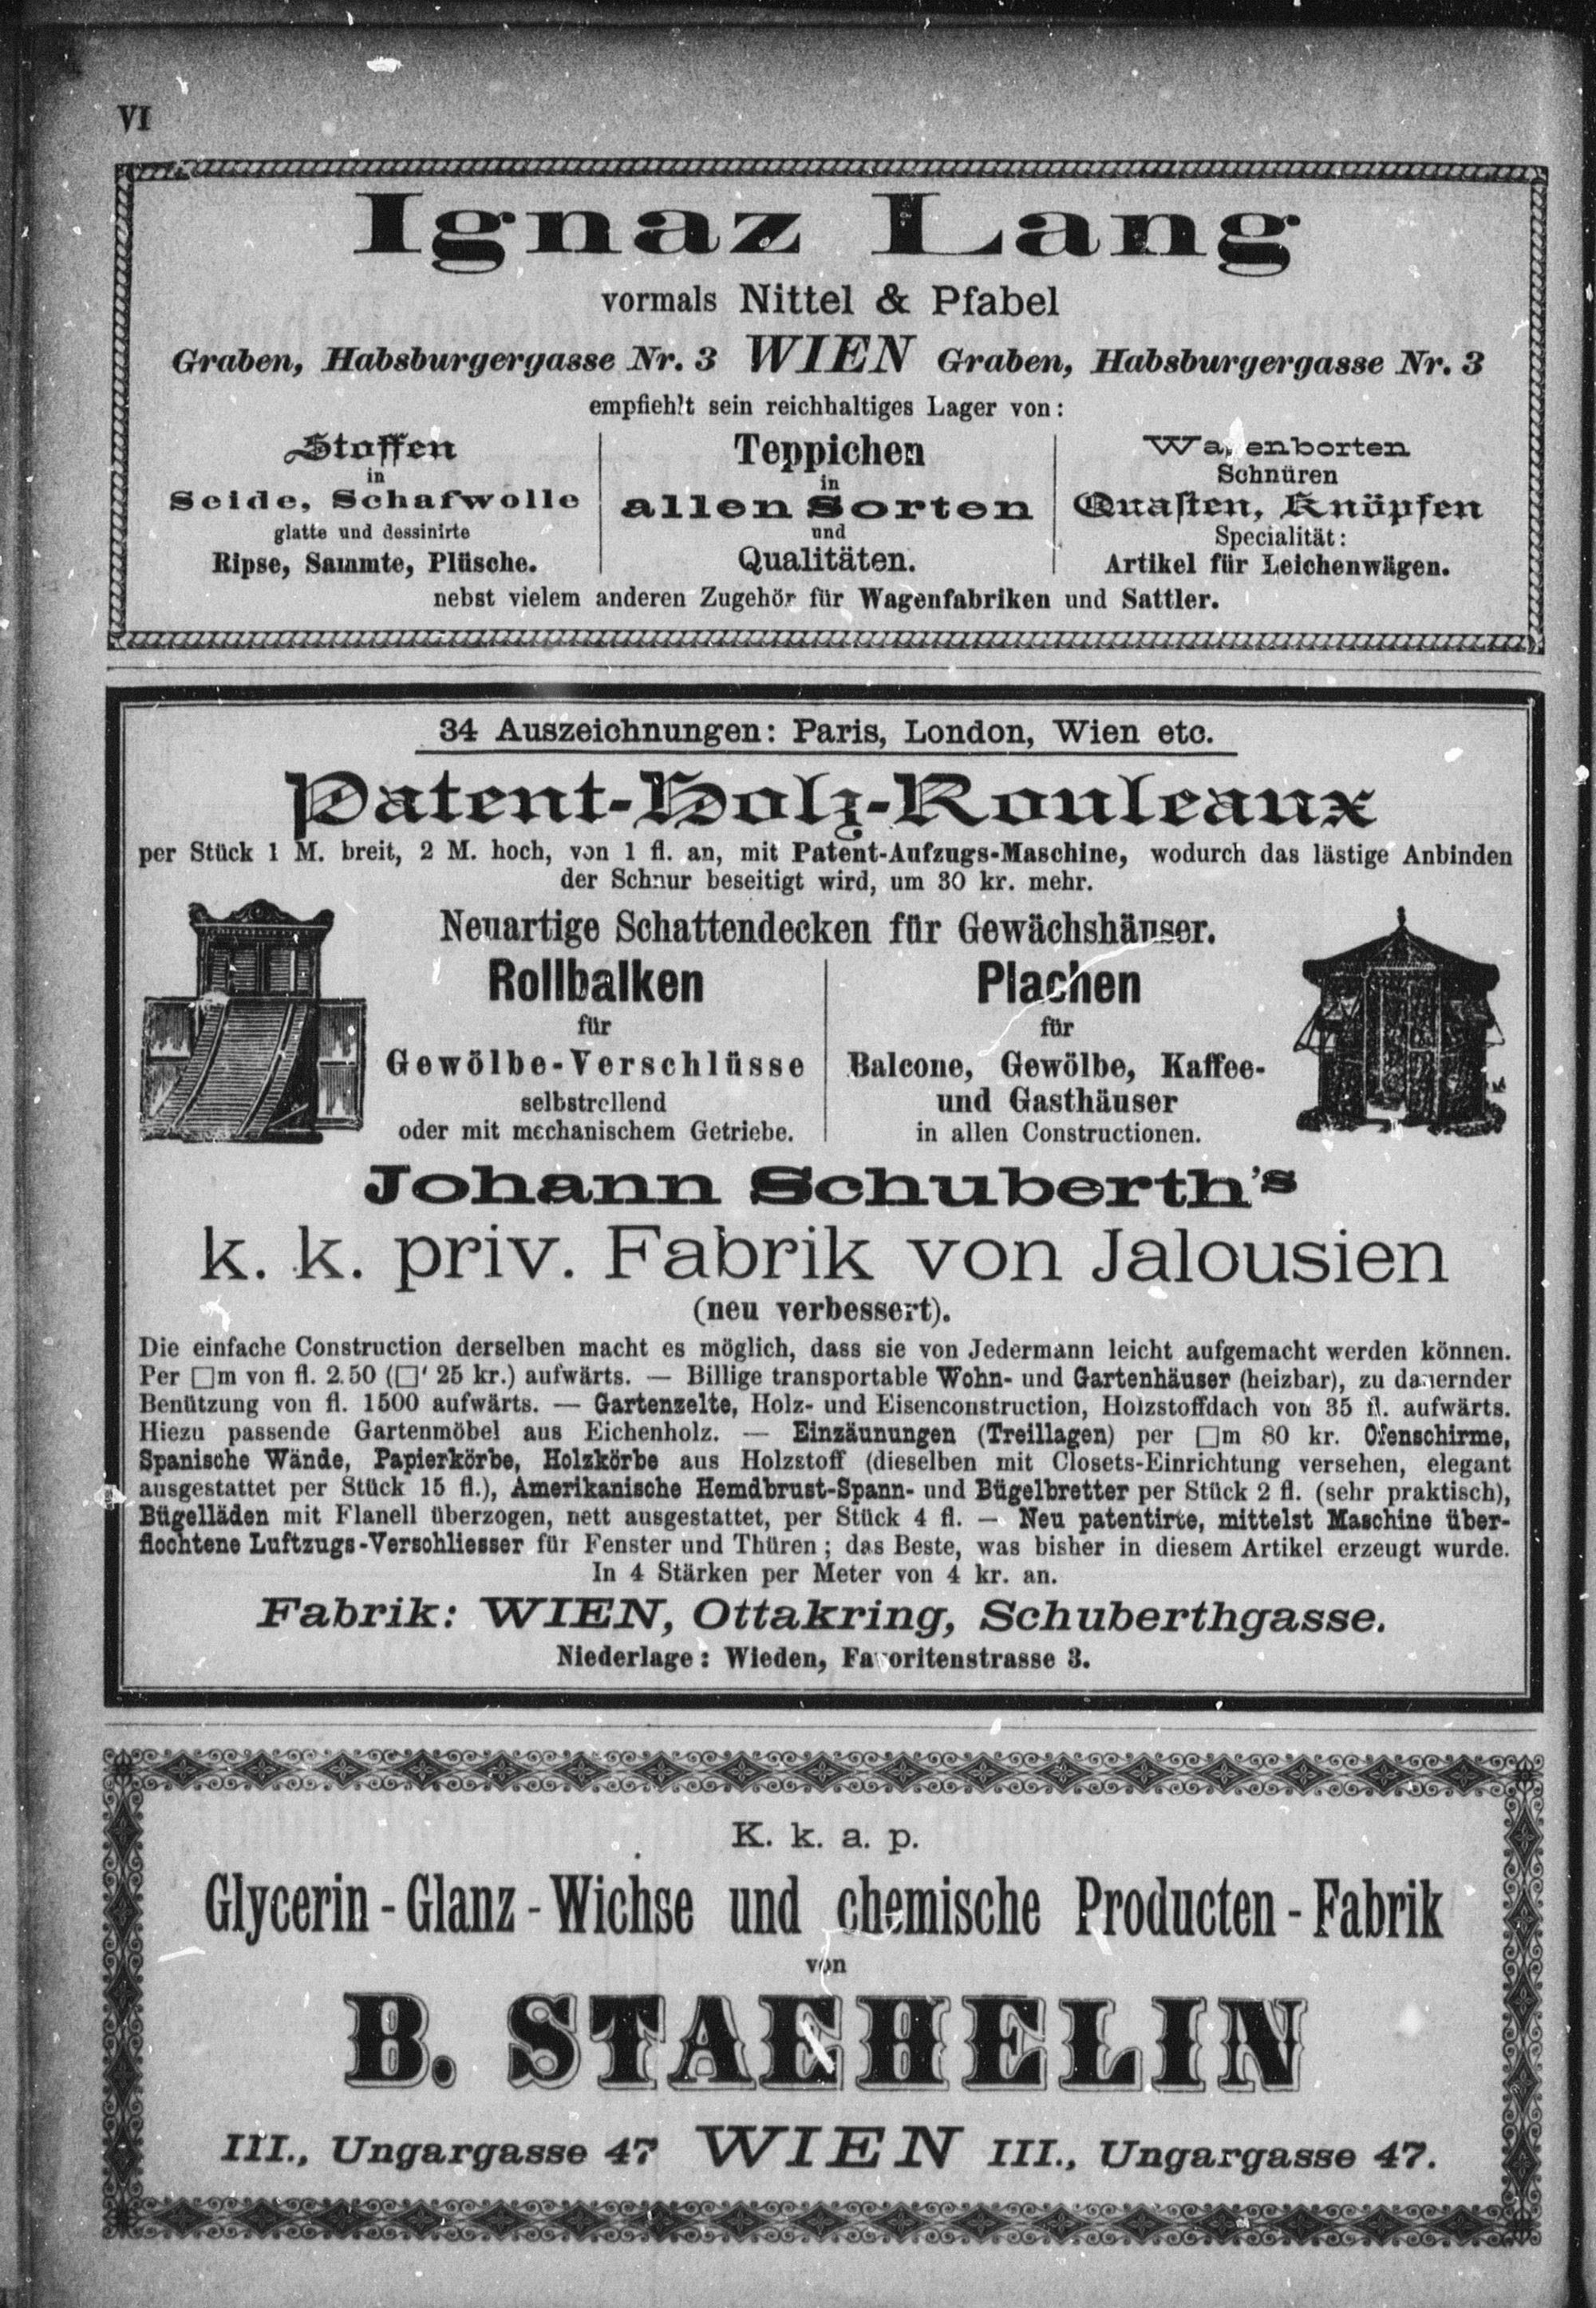 VI
Ignaz Lang
vormals Nittel & Pfabel
Graben, Habsburgergasse Nr. 3 WIEN Graben, Habsburgergasse Nr. 3
empfiehlt sein reichhaltiges Lager von:
Stoffen
in
Seide, Schafwolle
glatte und dessinirte
Ripse, Sammte, Plüsche.
Teppichen
in
allen Sorten
und
Qualitäten.
Wagenborten
Schnüren
Quasten, Knöpfen
Specialität:
Artikel für Leichenwägen.
nebst vielem anderen Zugehör für Wagenfabriken und Sattler.
34 Auszeichnungen: Paris, London, Wien etc.
Patent-Holz-Rouleaux
per Stück 1 M. breit, 2 M. hoch, von 1 fl. an, mit Patent-Aufzugs-Maschine, wodurch das lästige Anbinden
der Schnur beseitigt wird, um 30 kr. mehr.
Neuartige Schattendecken für Gewächshäuser.
Rollbalken
für
Gewölbe-Verschlüsse
selbstrollend
oder mit mechanischem Getriebe.
Plachen
für
Balcone, Gewölbe, Kaffee-
und Gasthäuser
in allen Constructionen.
Johann Schuberth's
k. k. priv. Fabrik von Jalousien
(neu verbessert).
Die einfache Construction derselben macht es möglich, dass sie von Jedermann leicht aufgemacht werden können.
Per □m von fl. 2.50 (□' 25 kr.) aufwärts. — Billige transportable Wohn- und Gartenhäuser (heizbar), zu dauernder
Benützung von fl. 1500 aufwärts. — Gartenzelte, Holz- und Eisenconstruction, Holzstoffdach von 35 fl. aufwärts.
Hiezu passende Gartenmöbel aus Eichenholz. — Einzäunungen (Treillagen) per □m 80 kr. Ofenschirme,
Spanische Wände, Papierkörbe, Holzkörbe aus Holzstoff (dieselben mit Closets-Einrichtung versehen, elegant
ausgestattet per Stück 15 fl.), Amerikanische Hemdbrust-Spann- und Bügelbretter per Stück 2 fl. (sehr praktisch),
Bügelläden mit Flanell überzogen, nett ausgestattet, per Stück 4 fl. — Neu patentirte, mittelst Maschine über-
flochtene Luftzugs-Verschliesser für Fenster und Thüren; das Beste, was bisher in diesem Artikel erzeugt wurde.
In 4 Stärken per Meter von 4 kr. an.
Fabrik: WIEN, Ottakring, Schuberthgasse.
Niederlage: Wieden, Favoritenstrasse 3.
K. k. a. p.
Glycerin-Glanz-Wichse und chemische Producten-Fabrik
von
B. STAEHELIN
III., Ungargasse 47 WIEN III., Ungargasse 47.